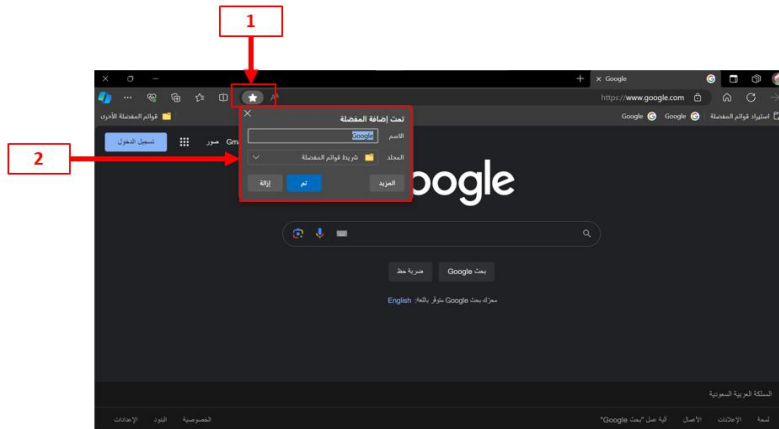 1
Google
https://www.google.com
استيراد قوائم المفضلة
Google
Google
قوائم المفضلة الأخرى
تمت إضافة المفضلة
الاسم
Google
المجلد
شريط قوائم المفضلة
المزيد
تم
إزالة
2
صور
تسجيل الدخول
oogle
بحث Google
ضربة حظ
محرّك بحث Google متوفّر باللغة: English
المملكة العربية السعودية
لمحة
الإعلانات
الأعمال
آلية عمل "بحث Google"
الخصوصية
البنود
الإعدادات